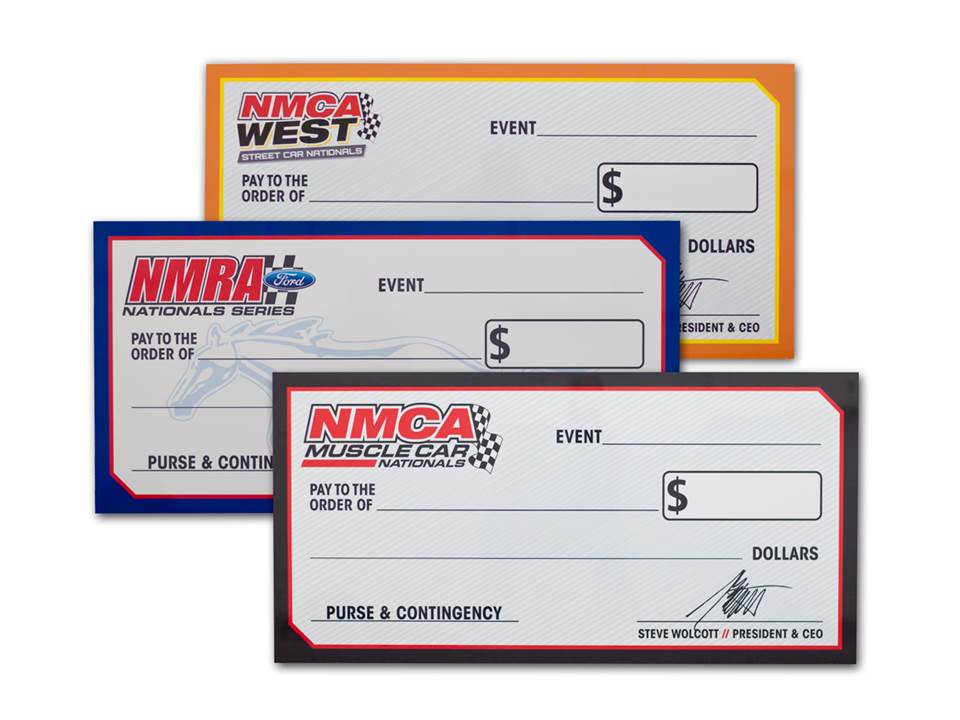 NMCA
WEST
STREET CAR NATIONALS
EVENT
PAY TO THE
ORDER OF
$
DOLLARS
RESIDENT & CEO
NMRA
Ford
NATIONALS SERIES
EVENT
PAY TO THE
ORDER OF
$
PURSE & CONTIN
NMCA
MUSCLE CAR
NATIONALS
EVENT
PAY TO THE
ORDER OF
$
DOLLARS
PURSE & CONTINGENCY
STEVE WOLCOTT // PRESIDENT & CEO